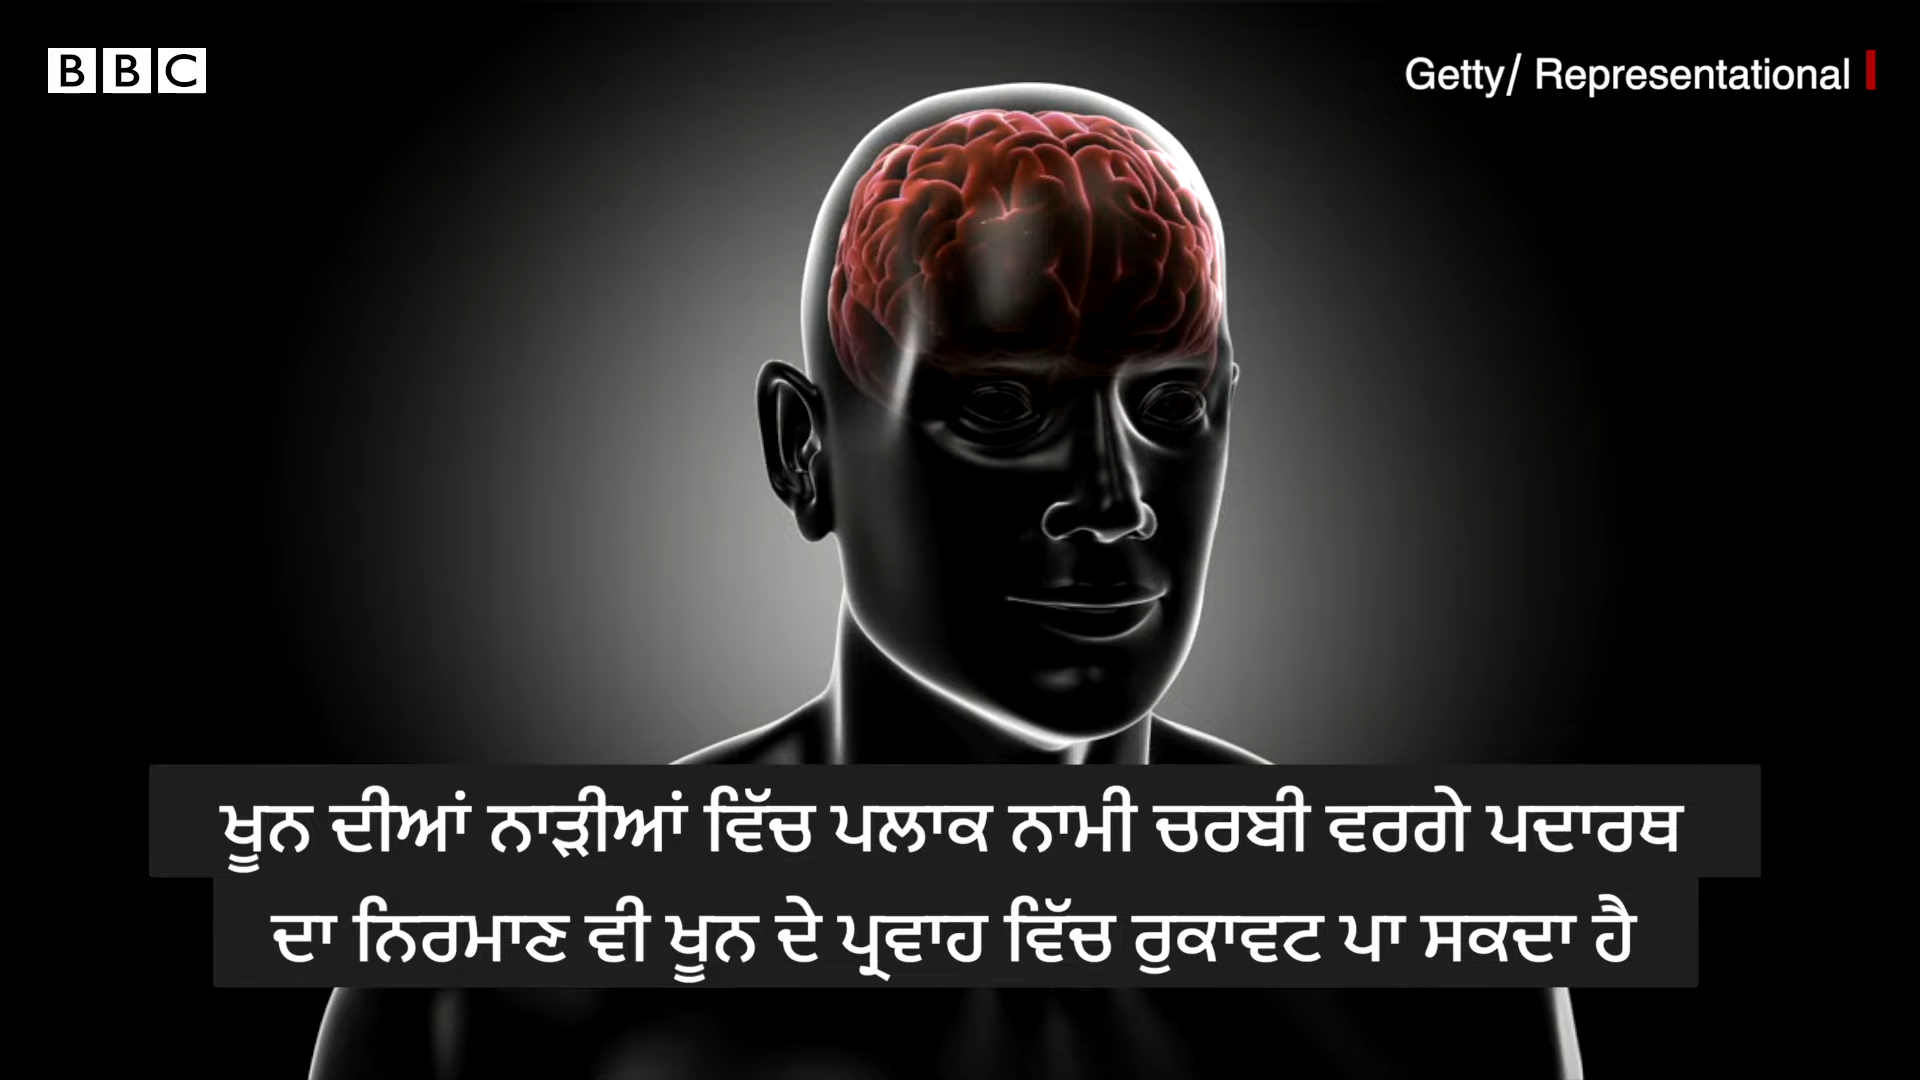 BBC
Getty/ Representational
ਖੂਨ ਦੀਆਂ ਨਾੜੀਆਂ ਵਿੱਚ ਪਲਾਕ ਨਾਮੀ ਚਰਬੀ ਵਰਗੇ ਪਦਾਰਥ
ਦਾ ਨਿਰਮਾਣ ਵੀ ਖੂਨ ਦੇ ਪ੍ਰਵਾਹ ਵਿੱਚ ਰੁਕਾਵਟ ਪਾ ਸਕਦਾ ਹੈ